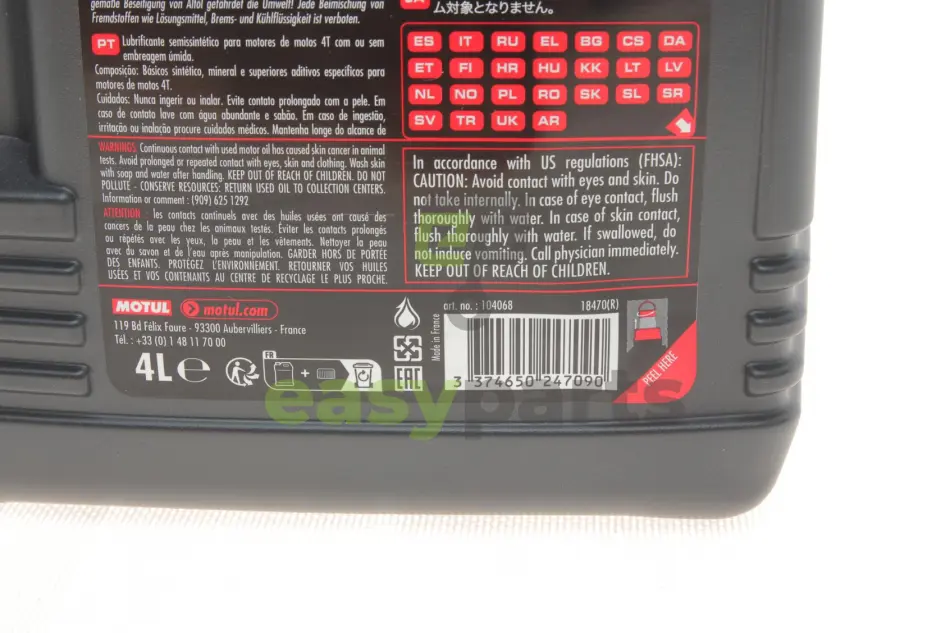 gemäße Beseitigung von Altöl gefährdet die Umwelt! Jede Beimischung von
Fremdstoffen wie Lösungsmittel, Brems- und Kühlflüssigkeit ist verboten.
PT Lubrificante semissintético para motores de motos 4T com ou sem
embreagem úmida.
Composição: Básicos sintético, mineral e superiores aditivos específicos para
motores de motos 4T.
Cuidados: Nunca ingerir ou inalar. Evite contato prolongado com a pele. Em
caso de contato lave com água abundante e sabão. Em caso de ingestão,
irritação ou inalação procure cuidados médicos. Mantenha longe do alcance de
WARNINGS: Continuous contact with used motor oil has caused skin cancer in animal
tests. Avoid prolonged or repeated contact with eyes, skin and clothing. Wash skin
with soap and water after handling. KEEP OUT OF REACH OF CHILDREN. DO NOT
POLLUTE - CONSERVE RESOURCES: RETURN USED OIL TO COLLECTION CENTERS.
Information or comment : (909) 625 1292
ATTENTION : les contacts continuels avec des huiles usées ont causé des
cancers de la peau chez les animaux testés. Eviter les contacts prolongés
ou répétés avec les yeux, la peau et les vêtements. Nettoyer la peau
avec du savon et de l'eau après manipulation. GARDER HORS DE PORTÉE
DES ENFANTS. PROTÉGEZ L'ENVIRONNEMENT. RETOURNER VOS HUILES
USÉES ET VOS CONTENANTS AU CENTRE DE RECYCLAGE LE PLUS PROCHE.
MOTUL motul.com
119 Bd Félix Faure - 93300 Aubervilliers - France
Tél. : +33 (0) 1 48 11 70 00
4L e
FR
+
EAC
ム対象となりません。
ES IT RU EL BG CS DA
ET FI HR HU KK LT LV
NL NO PL RO SK SL SR
SV TR UK AR
In accordance with US regulations (FHSA):
CAUTION: Avoid contact with eyes and skin. Do
not take internally. In case of eye contact, flush
thoroughly with water. In case of skin contact,
flush thoroughly with water. If swallowed, do
not induce vomiting. Call physician immediately.
KEEP OUT OF REACH OF CHILDREN.
art. no. : 104068 18470(R)
Made in France
3 374650 247090
PEEL HERE
easyparts